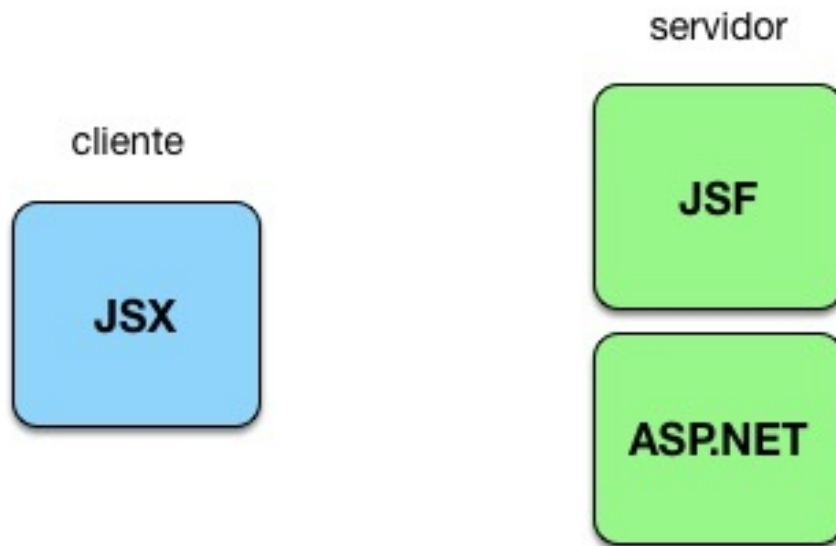 cliente
JSX
servidor
JSF
ASP.NET